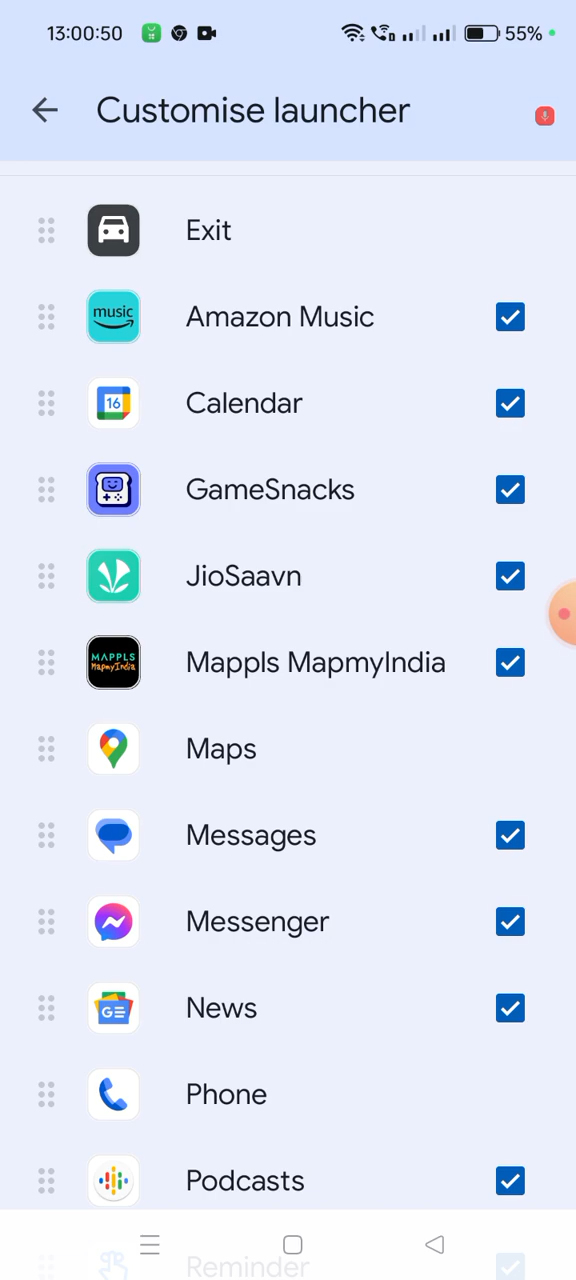 13:00:50 55%
Customise launcher
Exit
music
Amazon Music
16
Calendar
GameSnacks
JioSaavn
MAPPLS
MapmyIndia
Mappls MapmyIndia
Maps
Messages
Messenger
GE
News
Phone
Podcasts
Reminder